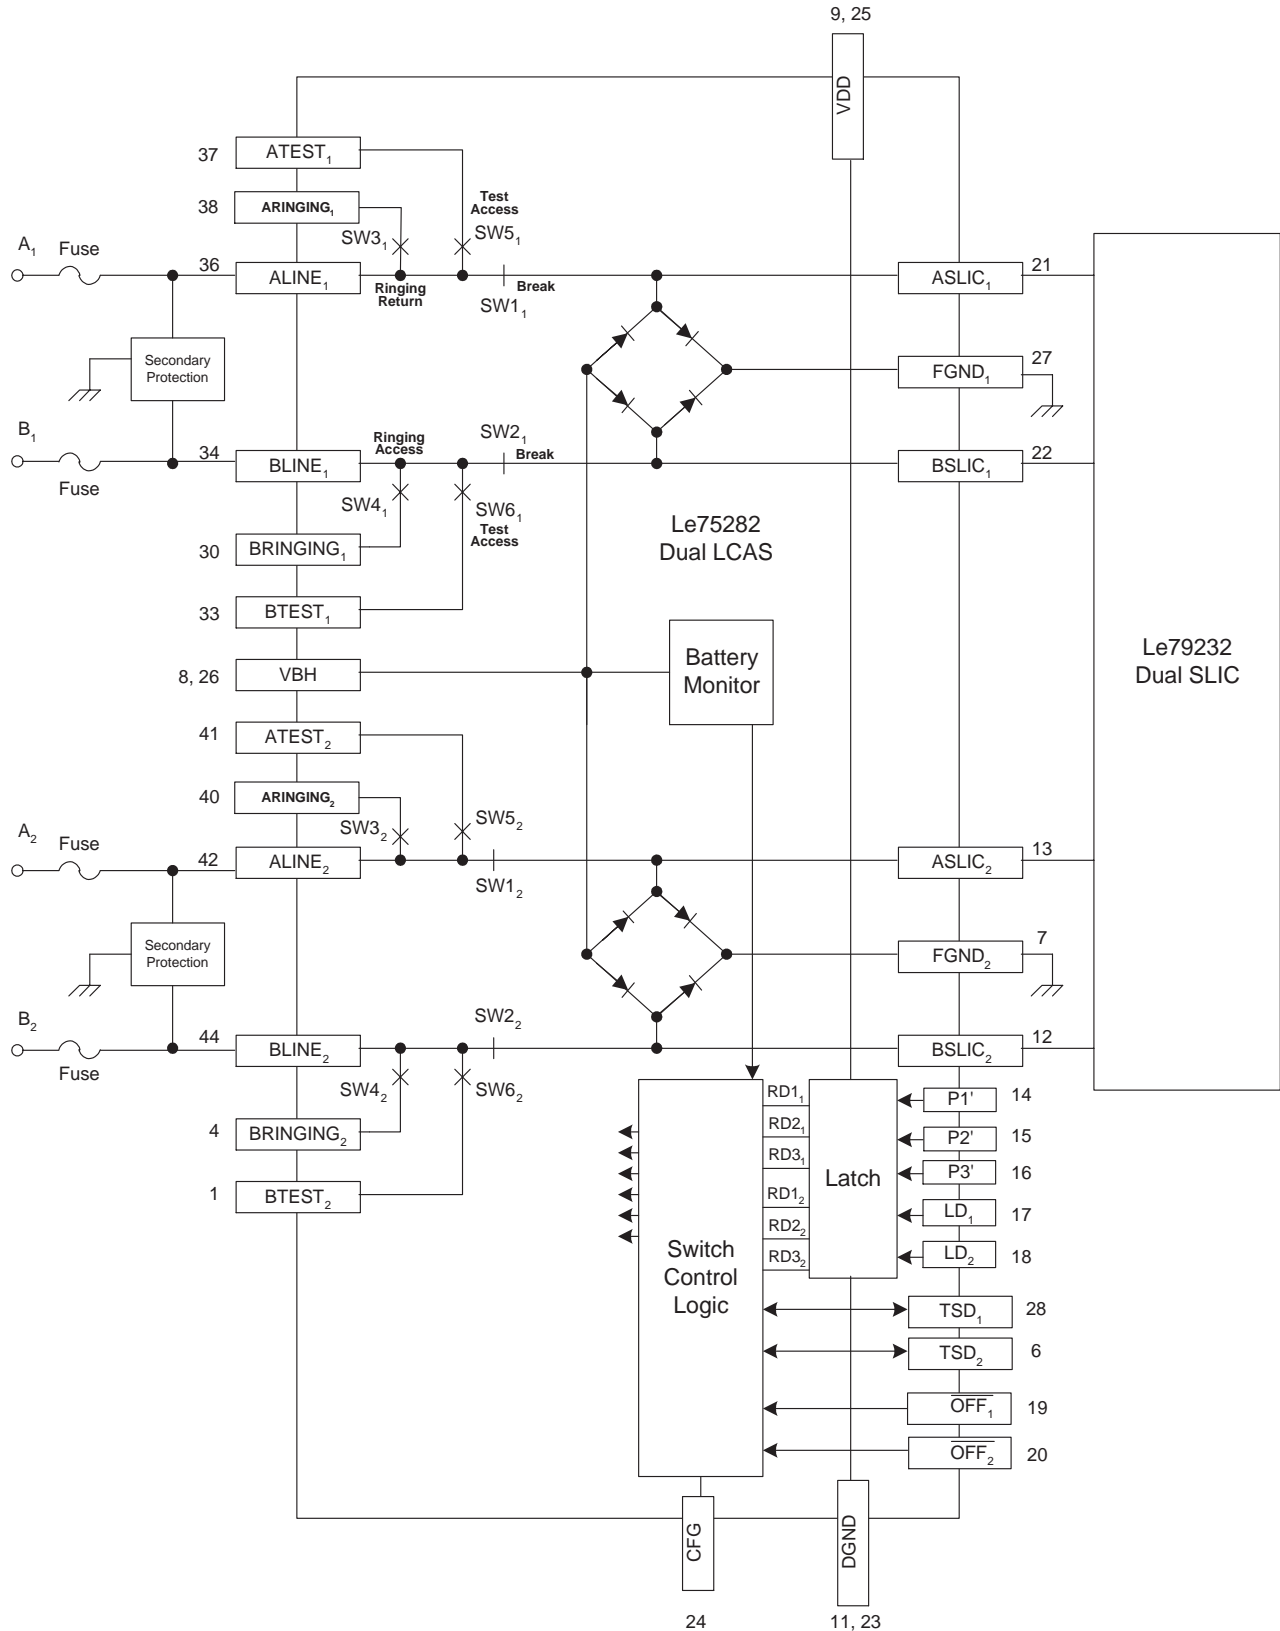 9, 25
VDD
37
ATEST₁
38
ARINGING₁
Test
Access
SW3₁
SW5₁
A₁
Fuse
36
ALINE₁
Ringing
Return
Break
SW1₁
ASLIC₁
21
Secondary
Protection
FGND₁
27
B₁
Fuse
34
BLINE₁
Ringing
Access
SW2₁
Break
BSLIC₁
22
SW4₁
SW6₁
Test
Access
30
BRINGING₁
33
BTEST₁
Le75282
Dual LCAS
Le79232
Dual SLIC
8, 26
VBH
Battery
Monitor
41
ATEST₂
40
ARINGING₂
SW3₂
SW5₂
A₂
Fuse
42
ALINE₂
SW1₂
ASLIC₂
13
Secondary
Protection
FGND₂
7
B₂
Fuse
44
BLINE₂
SW2₂
BSLIC₂
12
SW4₂
SW6₂
4
BRINGING₂
1
BTEST₂
Switch
Control
Logic
RD1₁
RD2₁
RD3₁
RD1₂
RD2₂
RD3₂
Latch
P1'
14
P2'
15
P3'
16
LD₁
17
LD₂
18
TSD₁
28
TSD₂
6
OFF₁
19
OFF₂
20
CFG
24
DGND
11, 23